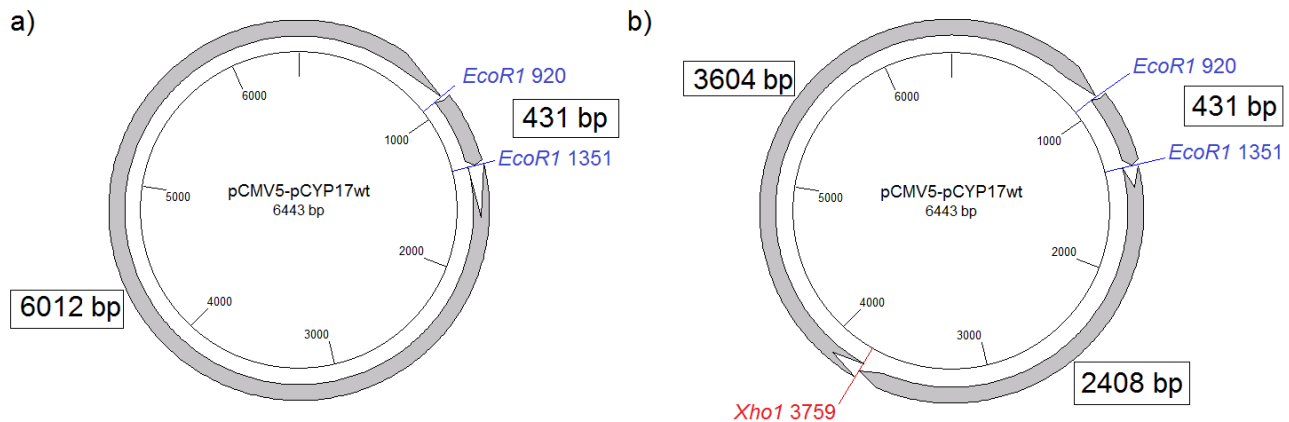 a)
EcoR1 920
431 bp
EcoR1 1351
6000
1000
5000
pCMV5-pCYP17wt
6443 bp
2000
6012 bp
4000
3000
b)
3604 bp
EcoR1 920
431 bp
EcoR1 1351
6000
1000
5000
pCMV5-pCYP17wt
6443 bp
2000
4000
3000
2408 bp
Xho1 3759